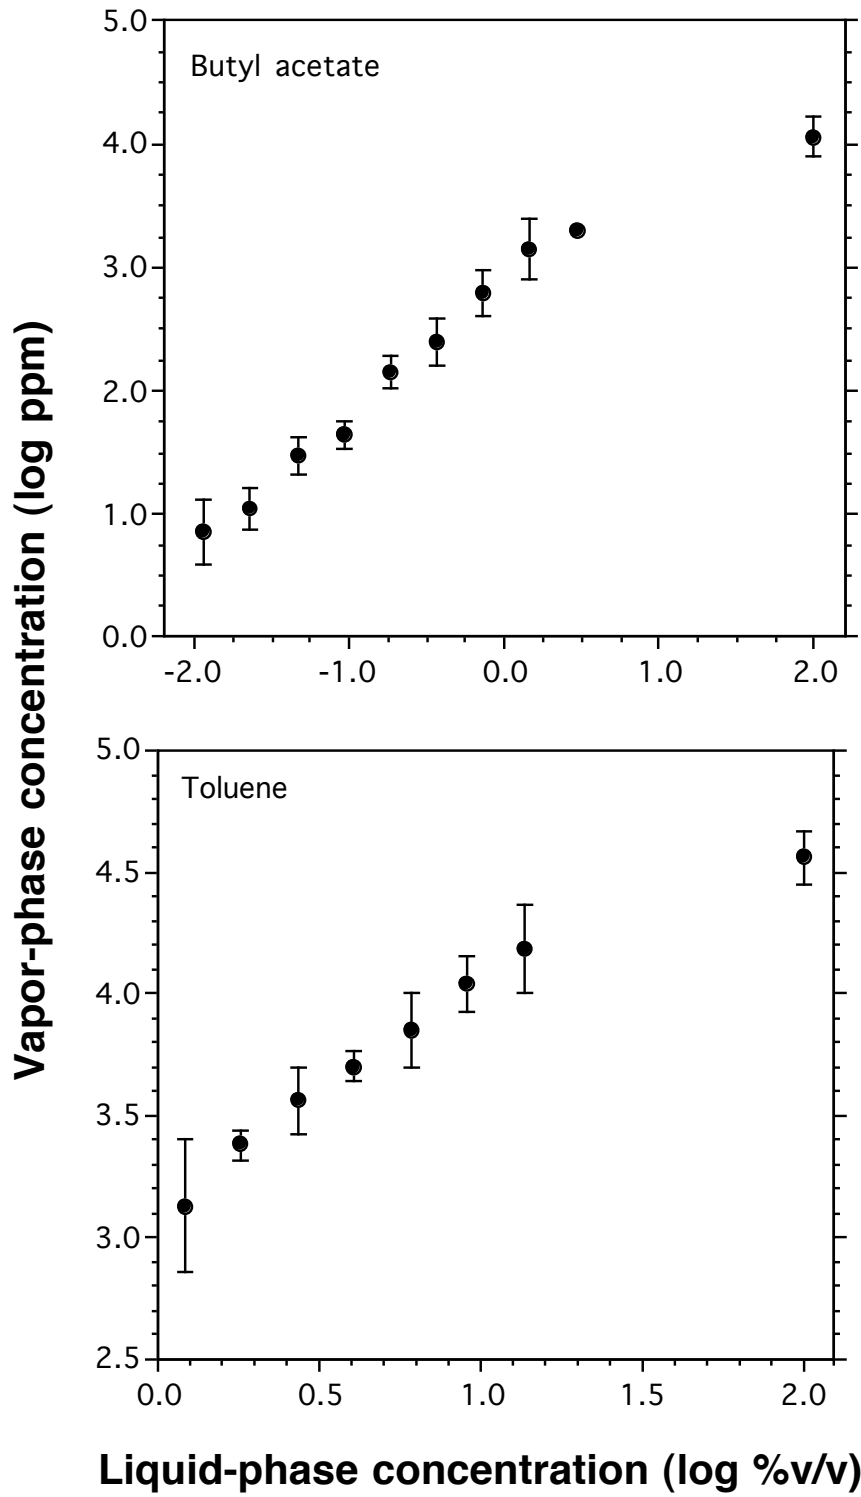 Vapor-phase concentration (log ppm)
5.0
Butyl acetate
4.0
3.0
2.0
1.0
0.0
-2.0 -1.0 0.0 1.0 2.0
5.0
Toluene
4.5
4.0
3.5
3.0
2.5
0.0 0.5 1.0 1.5 2.0
Liquid-phase concentration (log %v/v)